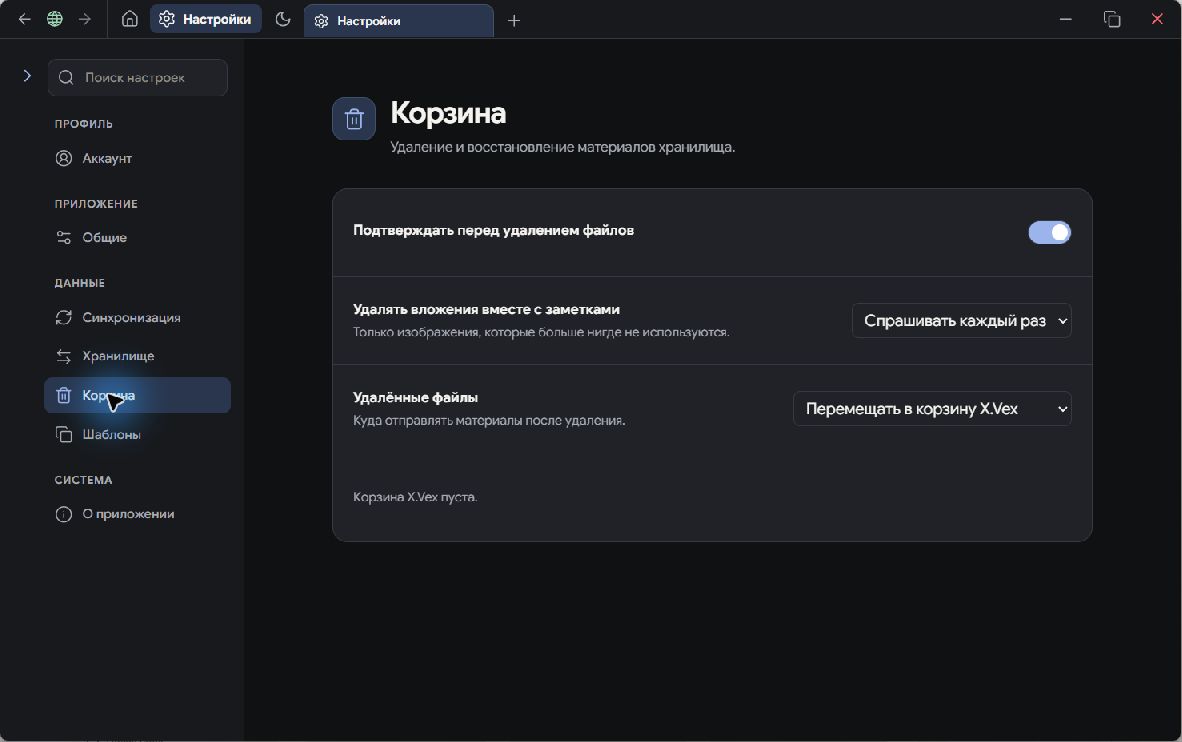 Настройки
Настройки
Поиск настроек
ПРОФИЛЬ
Аккаунт
ПРИЛОЖЕНИЕ
Общие
ДАННЫЕ
Синхронизация
Хранилище
Корзина
Шаблоны
СИСТЕМА
О приложении
Корзина
Удаление и восстановление материалов хранилища.
Подтверждать перед удалением файлов
Удалять вложения вместе с заметками
Только изображения, которые больше нигде не используются.
Спрашивать каждый раз
Удалённые файлы
Куда отправлять материалы после удаления.
Перемещать в корзину X.Vex
Корзина X.Vex пуста.